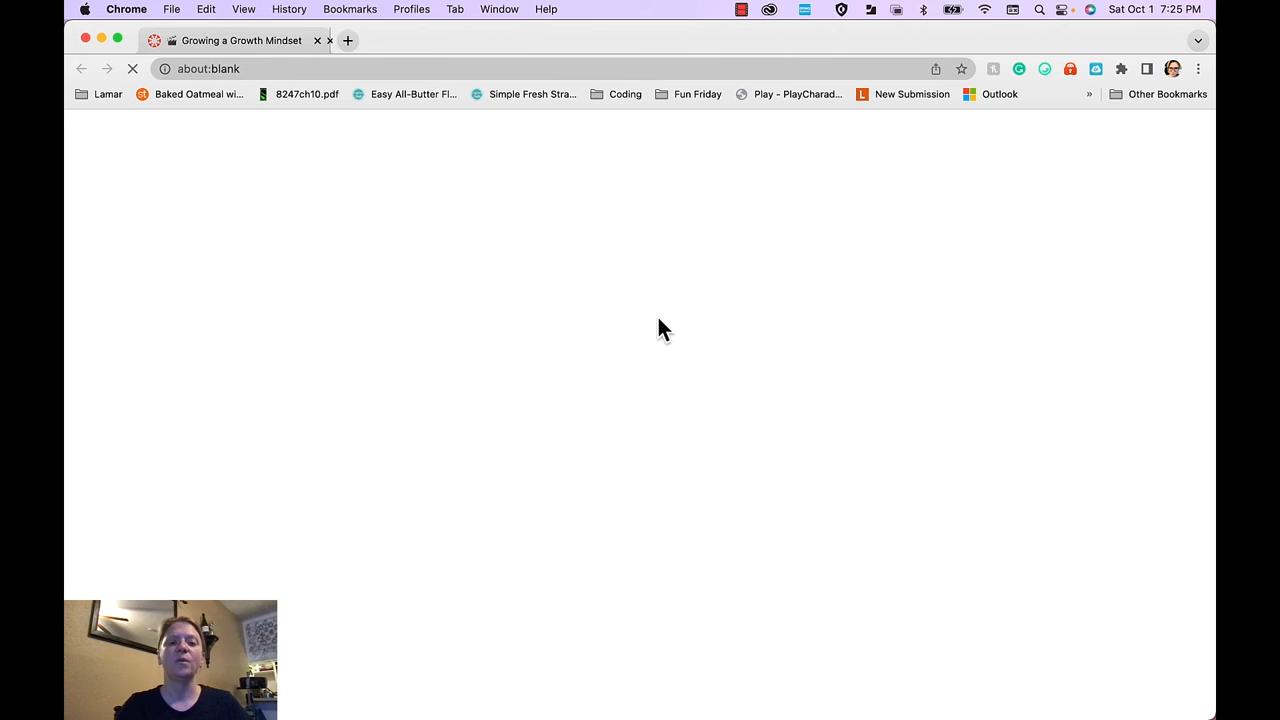 Chrome File Edit View History Bookmarks Profiles Tab Window Help Sat Oct 1 7:25 PM
Growing a Growth Mindset
about:blank
Lamar Baked Oatmeal wi... 8247ch10.pdf Easy All-Butter Fl... Simple Fresh Stra... Coding Fun Friday Play - PlayCharad... New Submission Outlook » Other Bookmarks